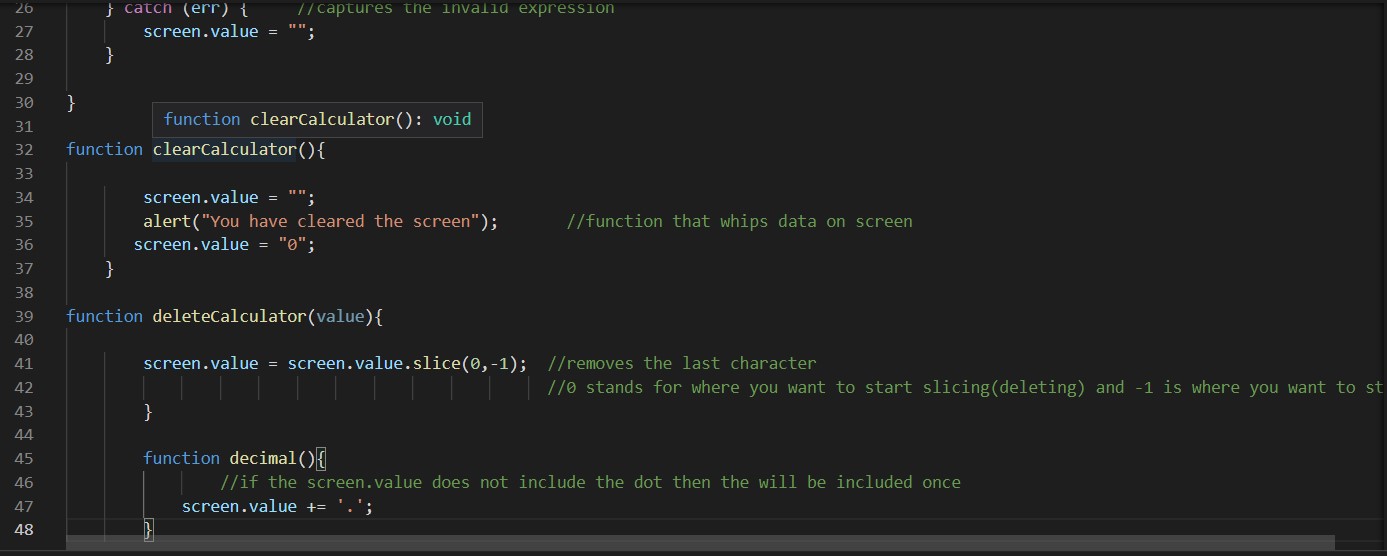 26 } catch (err) { //captures the invalid expression
27 screen.value = "";
28 }
29
30 }
function clearCalculator(): void
31
32 function clearCalculator(){
33
34 screen.value = "";
35 alert("You have cleared the screen"); //function that whips data on screen
36 screen.value = "0";
37 }
38
39 function deleteCalculator(value){
40
41 screen.value = screen.value.slice(0,-1); //removes the last character
42 //0 stands for where you want to start slicing(deleting) and -1 is where you want to st
43 }
44
45 function decimal(){
46 //if the screen.value does not include the dot then the will be included once
47 screen.value += '.';
48 }